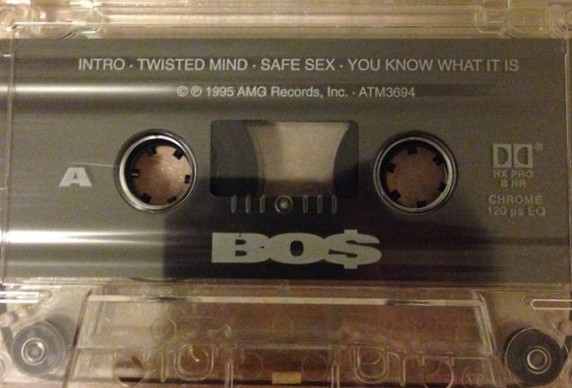 INTRO · TWISTED MIND · SAFE SEX · YOU KNOW WHAT IT IS
© ℗ 1995 AMG Records, Inc. · ATM3694
A
HX PRO
B NR
CHROME
120 µs EQ
BO$